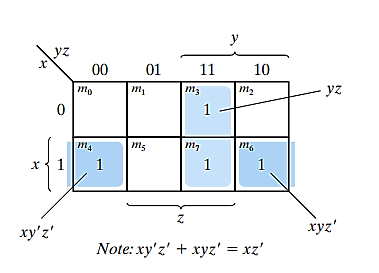 y
yz
x
00 01 11 10
m₀ m₁ m₃ m₂
0 1
yz
m₄ m₅ m₇ m₆
x 1 1 1 1
z
xy'z'
xyz'
Note: xy'z' + xyz' = xz'